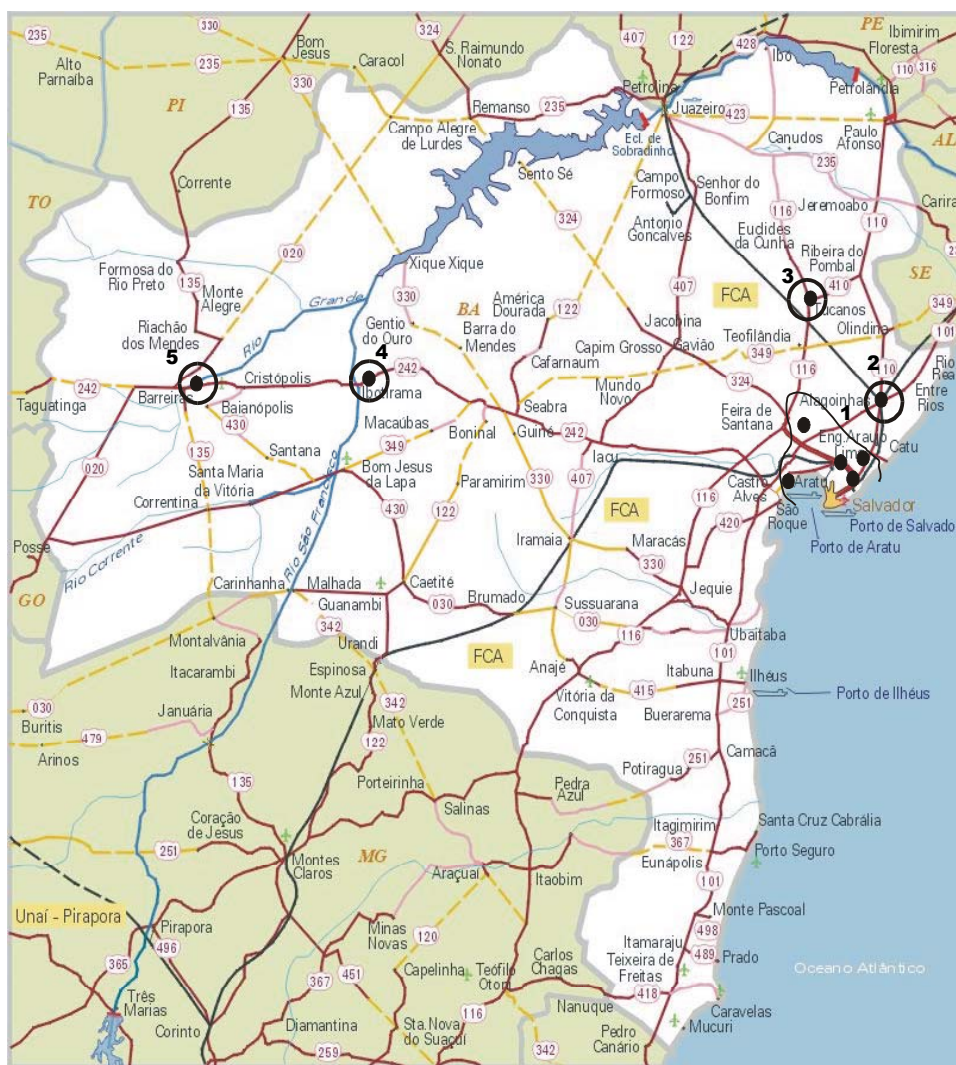 235
330
Bom
Jesus
324
S. Raimundo
Nonato
407
122
428
PE
Ibimirim
Floresta
Ibó
Alto
Parnaíba
235
Caracol
110
316
330
Petrolina
Petrolândia
PI
135
Remanso
235
Juazeiro
423
Campo Alegre
de Lurdes
Ecl. de
Sobradinho
Canudos
Paulo
Afonso
AL
Corrente
Sento Sé
Campo
Formoso
Senhor do
Bonfim
235
TO
324
116
Jeremoabo
Carira
Antonio
Gonçalves
Euclides
da Cunha
110
020
Ribeira do
Pombal
Formosa do
Rio Preto
Xique Xique
407
3
SE
135
Monte
Alegre
330
BA
América
Dourada
FCA
410
Grande
122
Tucanos
349
Riachão
dos Mendes
Gentio
do Ouro
Barra do
Mendes
Jacobina
Teofilândia
Olindina
101
5
Rio
4
Capim Grosso
Gavião
349
242
Cristópolis
242
Cafarnaum
324
116
2
110
Rio
Rea
Taguatinga
Barreiras
Ibotirama
Mundo
Novo
Alagoinhas
Entre
Rios
Baianópolis
Macaúbas
Seabra
Feira de
Santana
1
430
Boninal
Guiné
242
Eng. Araujo
Lima
Catu
135
Santana
349
Iaçu
020
Santa Maria
da Vitória
Bom Jesus
da Lapa
330
407
Castro
Alves
Aratu
Correntina
Paramirim
116
São
Roque
Salvador
Rio São Francisco
430
122
FCA
420
Porto de Salvador
Posse
Rio Corrente
Iramaia
Maracás
Porto de Aratu
GO
330
Carinhanha
Malhada
Caetité
Jequie
Guanambi
030
Brumado
Sussuarana
342
030
116
Ubaitaba
Montalvânia
Urandi
FCA
101
Itacarambi
Espinosa
Anajé
Itabuna
Ilhéus
Monte Azul
342
Vitória da
Conquista
415
251
Porto de Ilhéus
030
Januária
Mato Verde
Buerarema
Buritis
479
122
Camacã
Arinos
251
135
Porteirinha
Potiragua
Pedra
Azul
Salinas
Coração
de Jesus
Itagimirim
Santa Cruz Cabrália
251
MG
367
Montes
Claros
Eunápolis
Porto Seguro
Araçuaí
Itaobim
101
Unaí - Pirapora
Monte Pascoal
Pirapora
Minas
Novas
120
498
496
Itamaraju
489
Prado
365
451
Carlos
Chagas
Teixeira de
Freitas
Oceano Atlântico
367
Capelinha
Teófilo
Otoni
418
Três
Marias
Nanuque
Caravelas
116
Corinto
Diamantina
Sta. Nova
do Suaçuí
Mucuri
Pedro
Canário
259
342